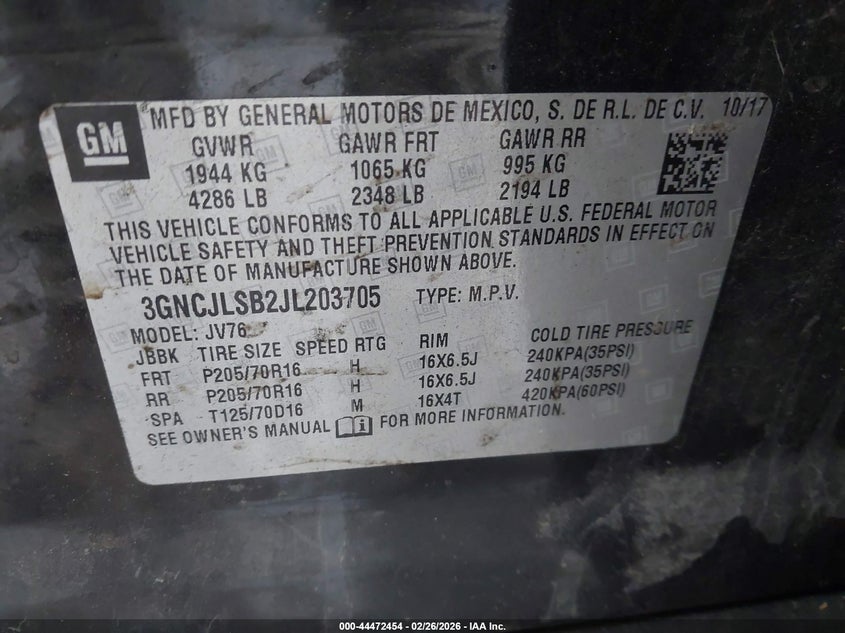 GM
MFD BY GENERAL MOTORS DE MEXICO, S. DE R.L. DE C.V. 10/17
GVWR GAWR FRT GAWR RR
1944 KG 1065 KG 995 KG
4286 LB 2348 LB 2194 LB
THIS VEHICLE CONFORMS TO ALL APPLICABLE U.S. FEDERAL MOTOR
VEHICLE SAFETY AND THEFT PREVENTION STANDARDS IN EFFECT ON
THE DATE OF MANUFACTURE SHOWN ABOVE.
3GNCJLSB2JL203705 TYPE: M.P.V.
MODEL: JV76
JBBK TIRE SIZE SPEED RTG RIM COLD TIRE PRESSURE
FRT P205/70R16 H 16X6.5J 240KPA(35PSI)
RR P205/70R16 H 16X6.5J 240KPA(35PSI)
SPA T125/70D16 M 16X4T 420KPA(60PSI)
SEE OWNER'S MANUAL FOR MORE INFORMATION.
000-44472454 - 02/26/2026 - IAA Inc.